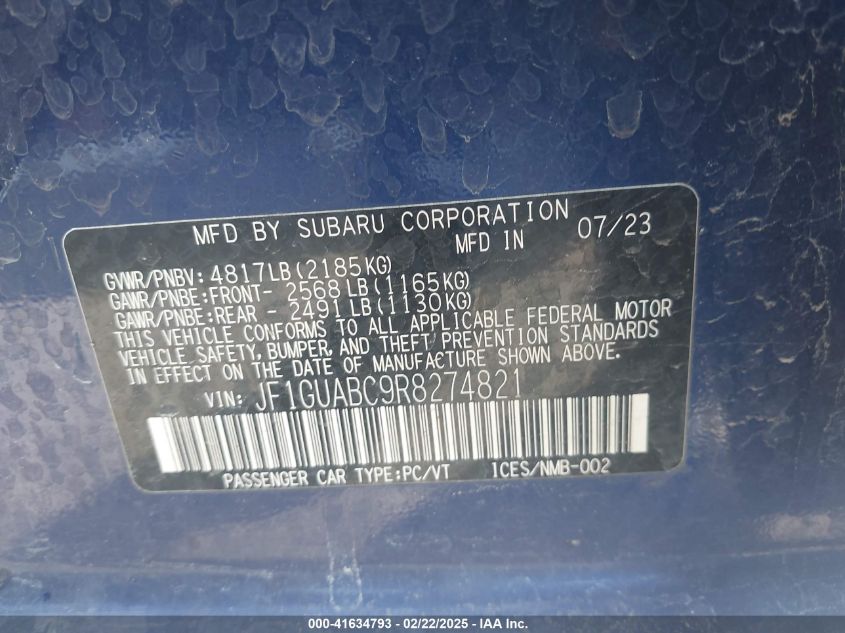 MFD BY SUBARU CORPORATION
MFD IN 07/23
GVWR/PNBV: 4817LB(2185KG)
GAWR/PNBE:FRONT- 2568LB(1165KG)
GAWR/PNBE:REAR - 2491LB(1130KG)
THIS VEHICLE CONFORMS TO ALL APPLICABLE FEDERAL MOTOR
VEHICLE SAFETY, BUMPER, AND THEFT PREVENTION STANDARDS
IN EFFECT ON THE DATE OF MANUFACTURE SHOWN ABOVE.
VIN: JF1GUABC9R8274821
PASSENGER CAR TYPE:PC/VT 1CES/NMB-002
000-41634793 - 02/22/2025 - IAA Inc.